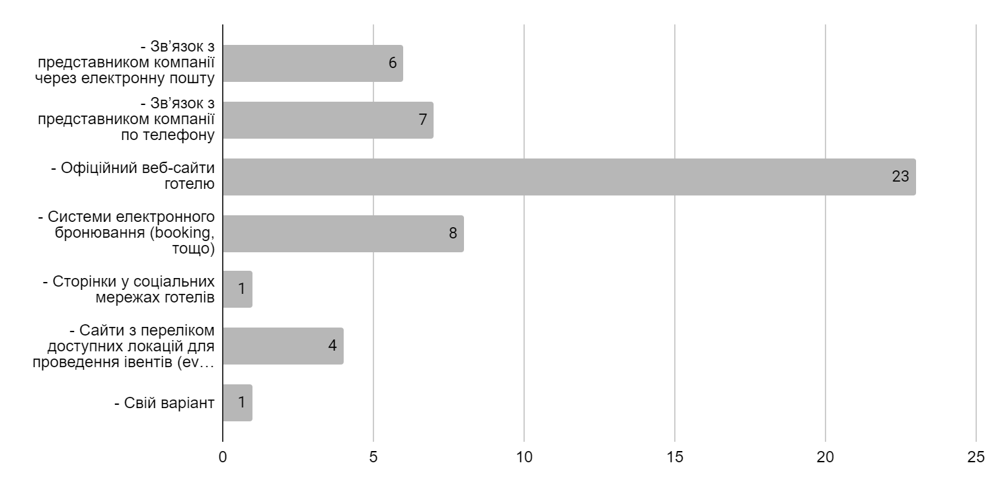 - Зв’язок з
представником компанії
через електронну пошту
6
- Зв’язок з
представником компанії
по телефону
7
- Офіційний веб-сайти
готелю
23
- Системи електронного
бронювання (booking,
тощо)
8
- Сторінки у соціальних
мережах готелів
1
- Сайти з переліком
доступних локацій для
проведення івентів (ev…
4
- Свій варіант
1
0 5 10 15 20 25